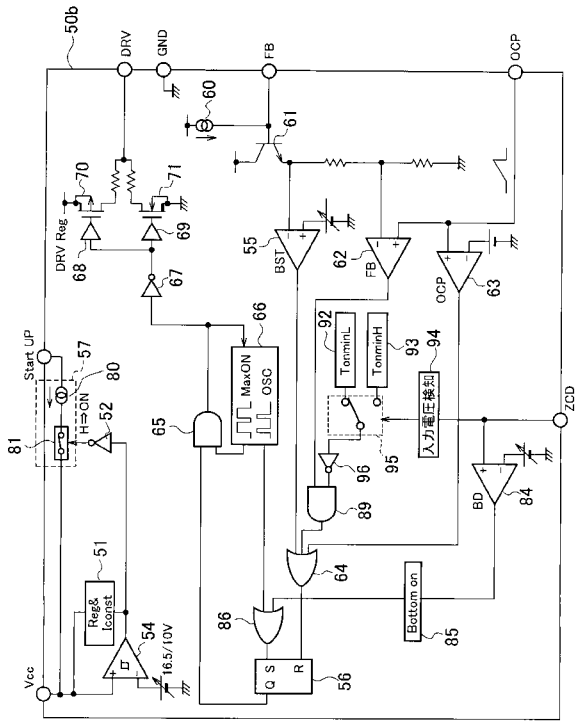 50b
DRV
GND
FB
OCP
60
61
70
71
DRV Reg
68
69
67
55
BST
62
FB
OCP
63
92
TonminL
TonminH
93
94
入力電圧検知
95
96
66
MaxON
OSC
65
89
64
86
Start UP
57
80
81
H⇒ON
52
51
Reg&
Iconst
54
16.5/10V
Vcc
S
Q
R
56
Bottom on
85
BD
84
ZCD
+
−
+
−
−
+
−
+
+
−
+
−